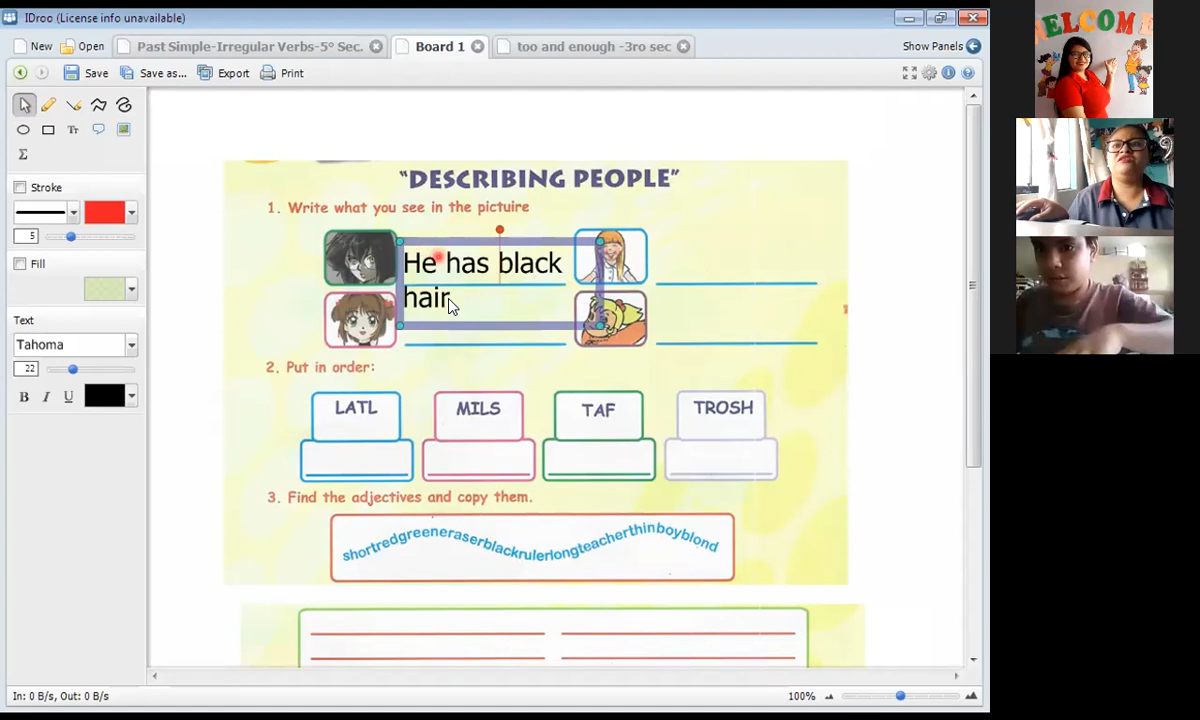 IDroo (License info unavailable)
New Open Past Simple-Irregular Verbs-5° Sec. Board 1 too and enough -3ro sec Show Panels
Save Save as... Export Print
Tr
Σ
Stroke
5
Fill
Text
Tahoma
22
B I U
"DESCRIBING PEOPLE"
1. Write what you see in the pictuire
He has black
hair
2. Put in order:
LATL MILS TAF TROSH
3. Find the adjectives and copy them.
shortredgreeneraserblackrulerlongteacherthinboyblond
In: 0 B/s, Out: 0 B/s 100%
WELCOME